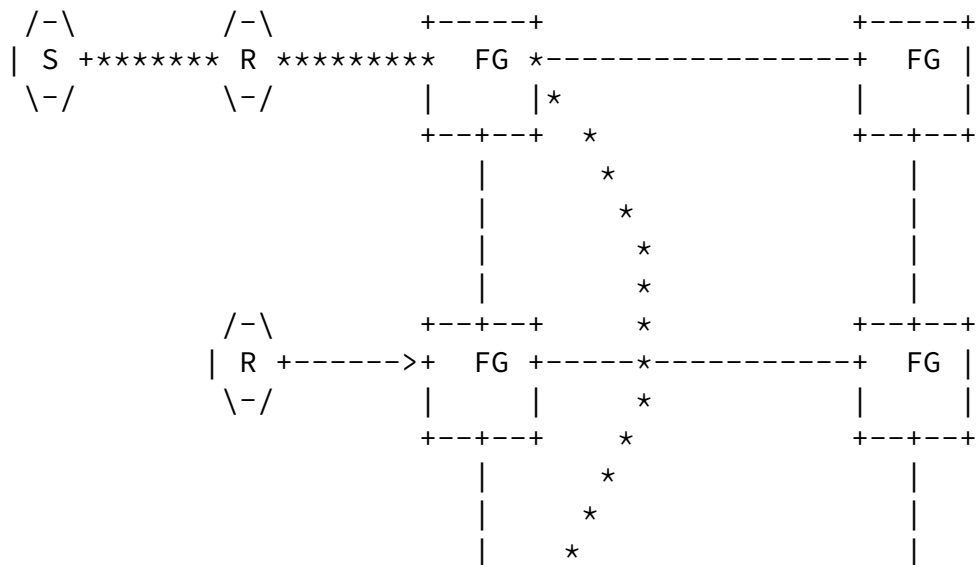 /-\        /-\        +-----+                 +-----+
| S +******* R *********  FG *-----------------+  FG |
  \-/        \-/        |     |*                |     |
                        +--+--+  *              +--+--+
                           |      *                |
                           |       *               |
                           |        *              |
                           |        *              |
             /-\        +--+--+     *           +--+--+
            | R +------>+  FG +-----*-----------+  FG |
             \-/        |     |     *           |     |
                        +--+--+    *            +--+--+
                           |      *                |
                           |     *                 |
                           |    *                  |